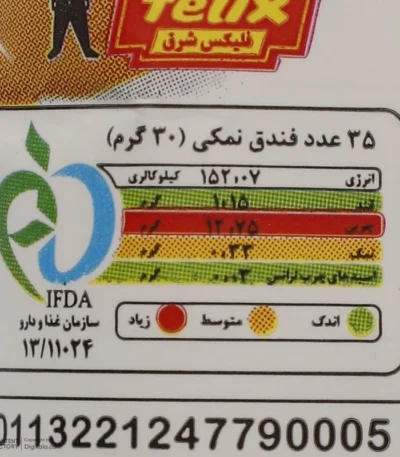 felix
فلیکس شرق
۳۵ عدد فندق نمکی (۳۰ گرم)
انرژی ۱۵۲.۰۷ کیلوکالری
قند ۱.۱۵ گرم
چربی ۱۲.۷۵ گرم
نمک ۰.۳۳ گرم
اسیدهای چرب ترانس ۰.۰۳ گرم
اندک متوسط زیاد
IFDA
سازمان غذا و دارو
۱۳/۱۱۰۲۴
0113221247790005